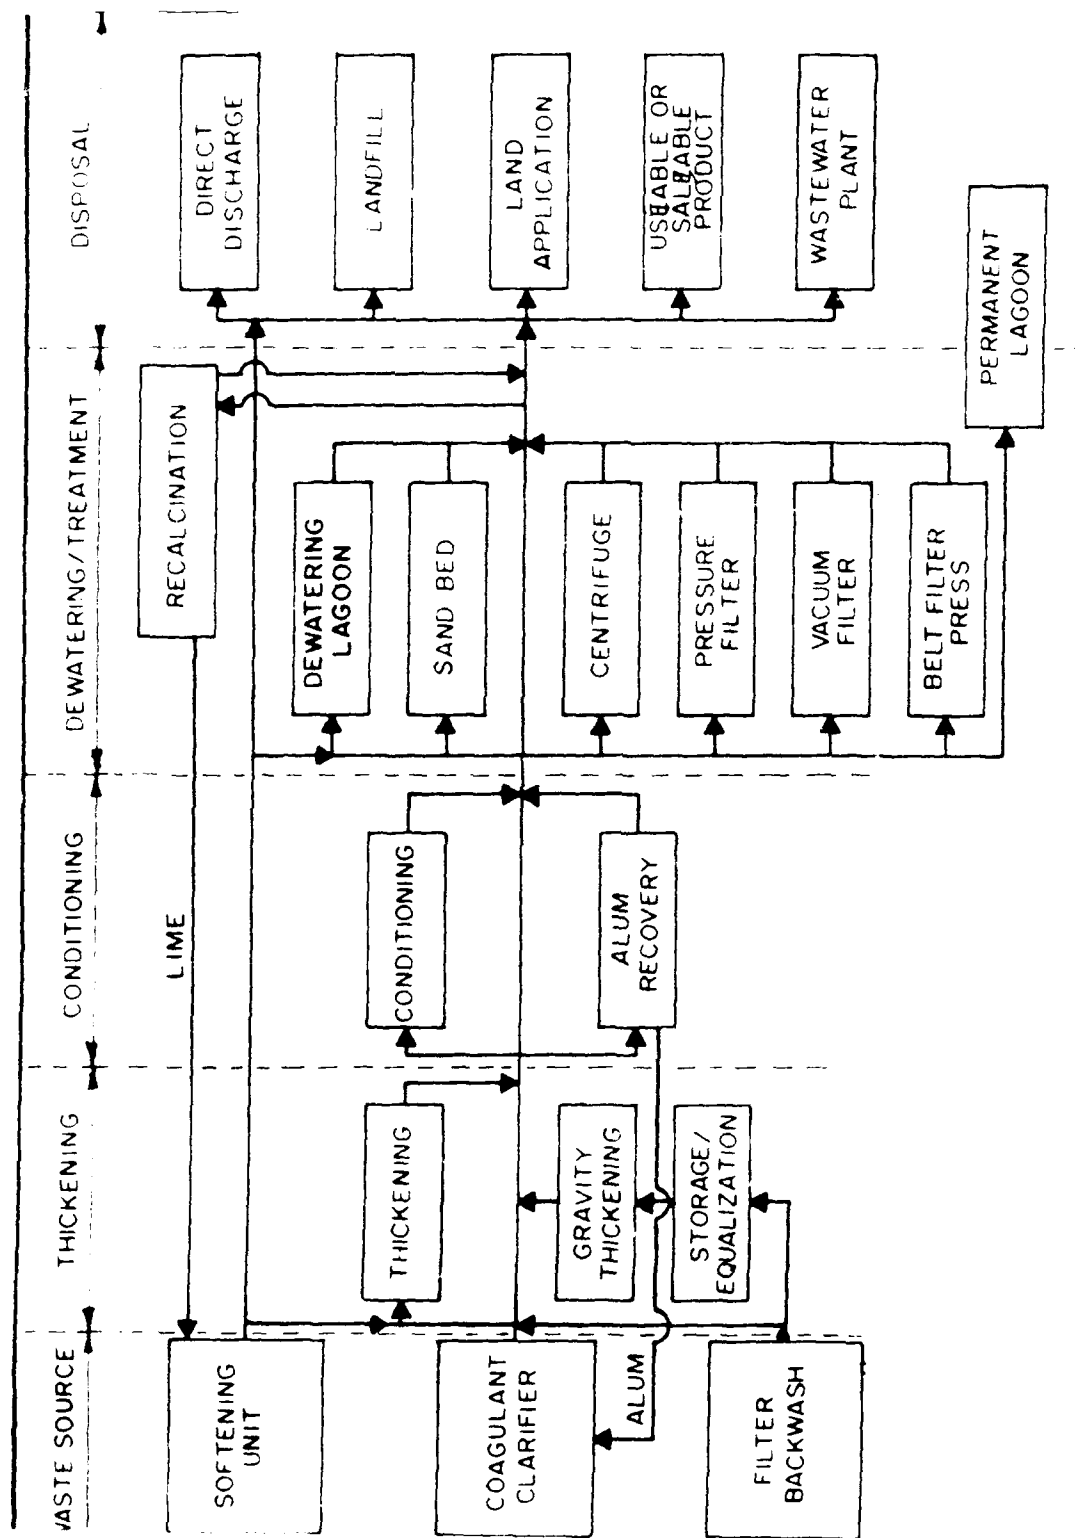 WASTE SOURCE
THICKENING
CONDITIONING
DEWATERING/TREATMENT
DISPOSAL
LIME
RECALCINATION
SOFTENING
UNIT
DIRECT
DISCHARGE
THICKENING
CONDITIONING
DEWATERING
LAGOON
LANDFILL
SAND BED
COAGULANT
CLARIFIER
LAND
APPLICATION
GRAVITY
THICKENING
ALUM
RECOVERY
CENTRIFUGE
ALUM
STORAGE/
EQUALIZATION
PRESSURE
FILTER
USEABLE OR
SALEABLE
PRODUCT
FILTER
BACKWASH
VACUUM
FILTER
WASTEWATER
PLANT
BELT FILTER
PRESS
PERMANENT
LAGOON